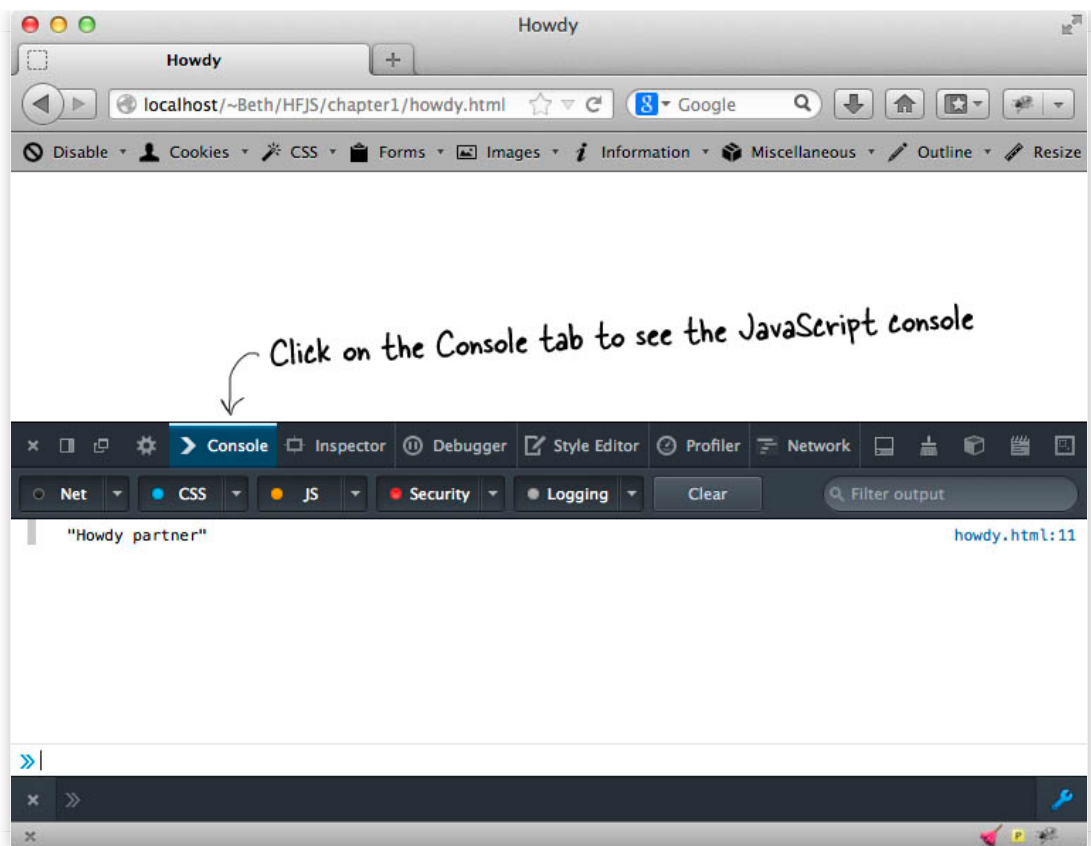 Howdy
Howdy
localhost/~Beth/HFJS/chapter1/howdy.html Google
Disable Cookies CSS Forms Images Information Miscellaneous Outline Resize
Click on the Console tab to see the JavaScript console
Console Inspector Debugger Style Editor Profiler Network
Net CSS JS Security Logging Clear Filter output
"Howdy partner" howdy.html:11